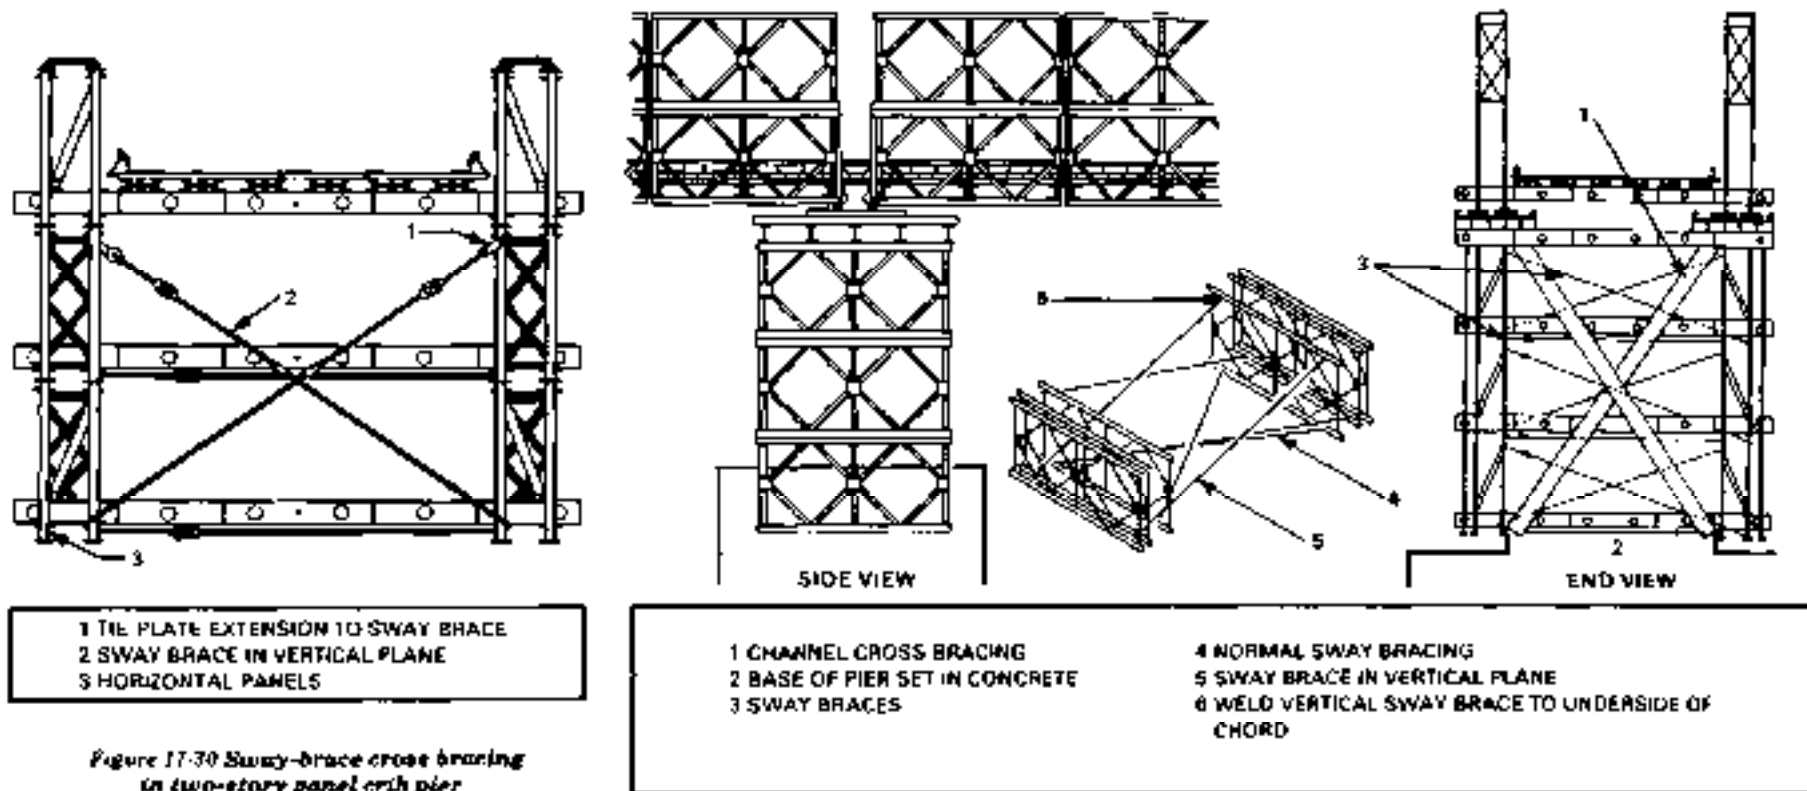 1
2
3
1 TIE PLATE EXTENSION TO SWAY BRACE
2 SWAY BRACE IN VERTICAL PLANE
3 HORIZONTAL PANELS
Figure 17-30 Sway-brace cross bracing
in two-story panel crib pier
SIDE VIEW
6
4
5
1
3
2
END VIEW
1 CHANNEL CROSS BRACING
2 BASE OF PIER SET IN CONCRETE
3 SWAY BRACES
4 NORMAL SWAY BRACING
5 SWAY BRACE IN VERTICAL PLANE
6 WELD VERTICAL SWAY BRACE TO UNDERSIDE OF
CHORD